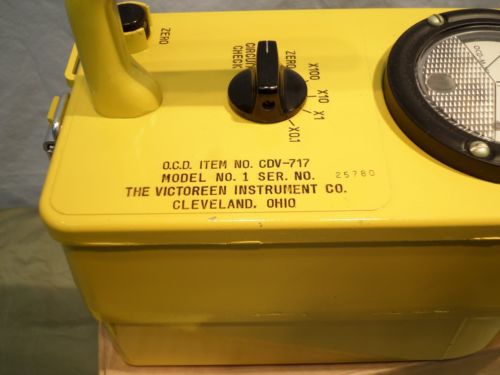 ZERO
CIRCUIT
CHECK
ZERO
X100
X10
X1
X0.1
O.C.D. ITEM NO. CDV-717
MODEL NO. 1 SER. NO. 25780
THE VICTOREEN INSTRUMENT CO.
CLEVELAND, OHIO